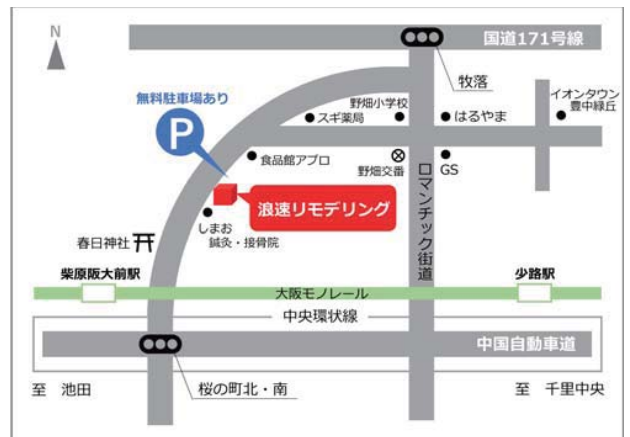 N
国道171号線
牧落
無料駐車場あり
P
野畑小学校
スギ薬局
はるやま
イオンタウン
豊中緑丘
食品館アプロ
野畑交番
GS
浪速リモデリング
しまお
鍼灸・接骨院
ロマンチック街道
春日神社
柴原阪大前駅
大阪モノレール
少路駅
中央環状線
中国自動車道
至 池田
桜の町北・南
至 千里中央